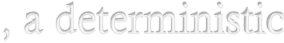 , a deterministic